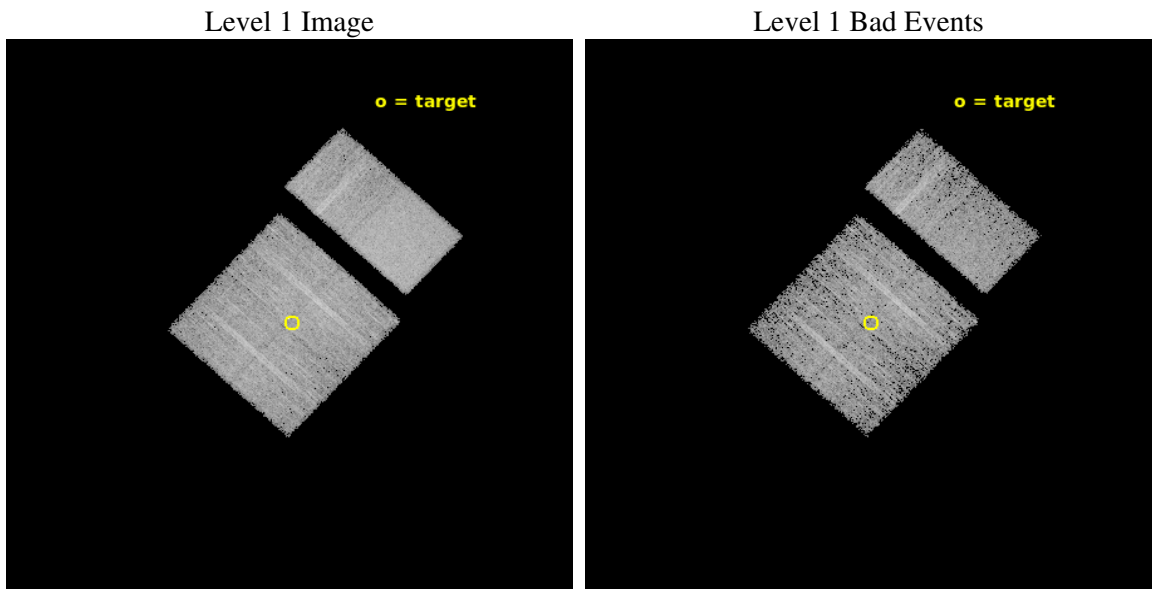 Level 1 Image
Level 1 Bad Events
o = target
o = target